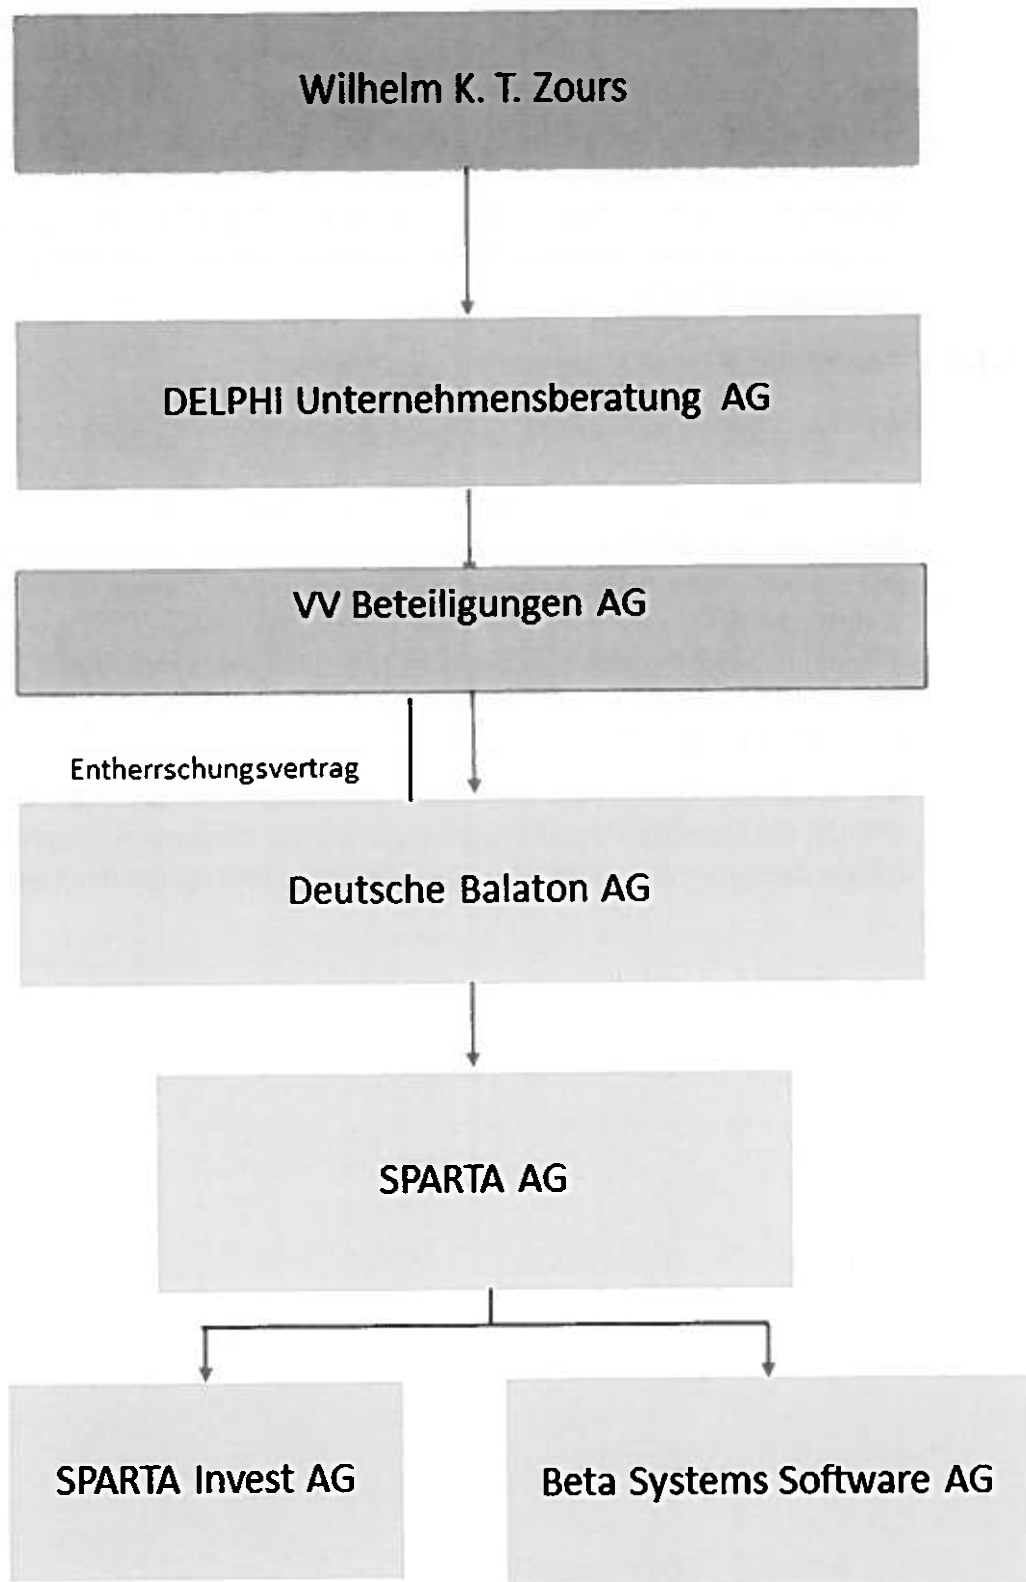 Wilhelm K. T. Zours
DELPHI Unternehmensberatung AG
VV Beteiligungen AG
Entherrschungsvertrag
Deutsche Balaton AG
SPARTA AG
SPARTA Invest AG
Beta Systems Software AG